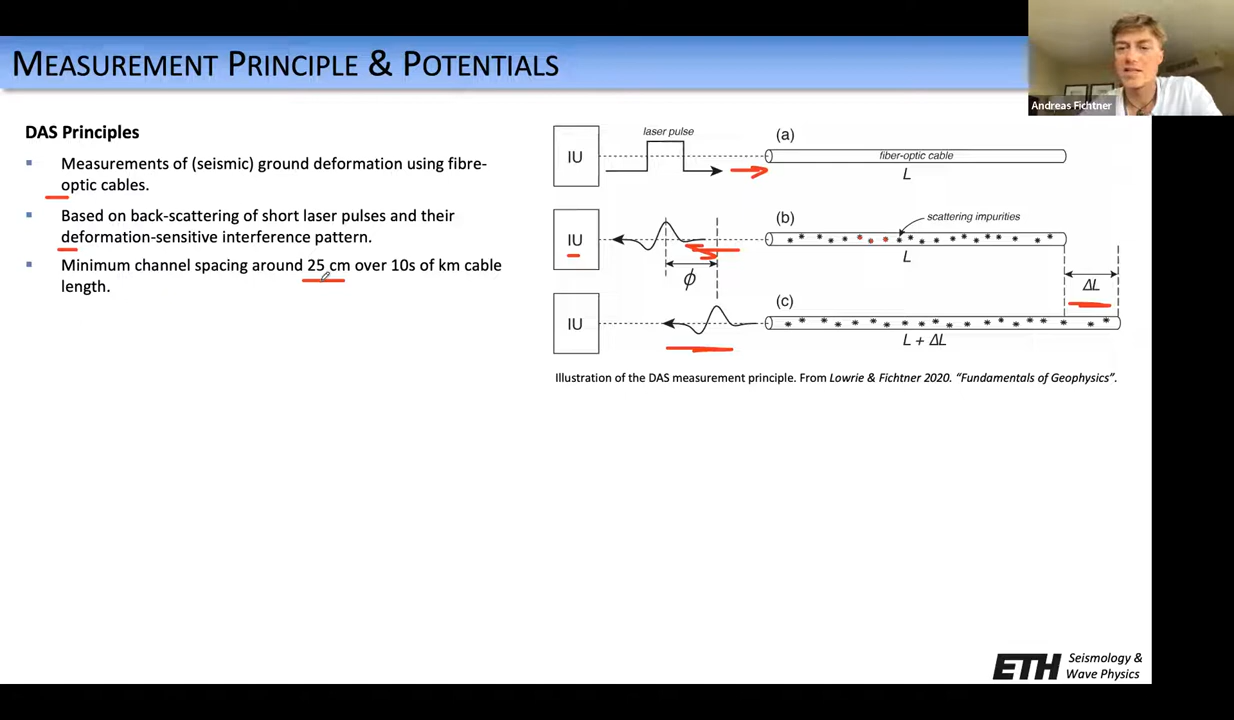 MEASUREMENT PRINCIPLE & POTENTIALS
Andreas Fichtner
DAS Principles
Measurements of (seismic) ground deformation using fibre-
optic cables.
Based on back-scattering of short laser pulses and their
deformation-sensitive interference pattern.
Minimum channel spacing around 25 cm over 10s of km cable
length.
IU
laser pulse
(a)
fiber-optic cable
L
IU
ϕ
(b)
scattering impurities
L
ΔL
IU
(c)
L + ΔL
Illustration of the DAS measurement principle. From Lowrie & Fichtner 2020. “Fundamentals of Geophysics”.
ETH
Seismology &
Wave Physics